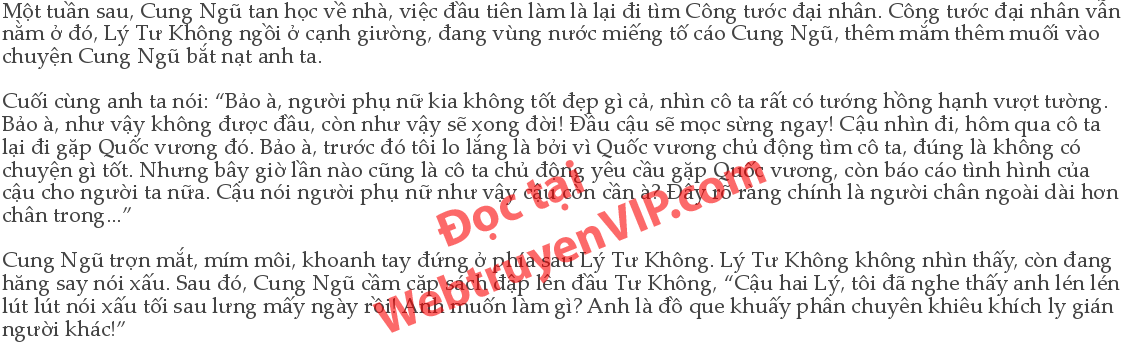 Một tuần sau, Cung Ngũ tan học về nhà, việc đầu tiên làm là lại đi tìm Công tước đại nhân. Công tước đại nhân vẫn
nằm ở đó, Lý Tư Không ngồi ở cạnh giường, đang vùng nước miếng tố cáo Cung Ngũ, thêm mắm thêm muối vào
chuyện Cung Ngũ bắt nạt anh ta.
Cuối cùng anh ta nói: “Bảo à, người phụ nữ kia không tốt đẹp gì cả, nhìn cô ta rất có tướng hồng hạnh vượt tường.
Bảo à, như vậy không được đâu, còn như vậy sẽ xong đời! Đầu cậu sẽ mọc sừng ngay! Cậu nhìn đi, hôm qua cô ta
lại đi gặp Quốc vương đó. Bảo à, trước đó tôi lo lắng là bởi vì Quốc vương chủ động tìm cô ta, đúng là không có
chuyện gì tốt. Nhưng bây giờ lần nào cũng là cô ta chủ động yêu cầu gặp Quốc vương, còn báo cáo tình hình của
cậu cho người ta nữa. Cậu nói người phụ nữ như vậy cậu còn cần à? Đây rõ ràng chính là người chân ngoài dài hơn
chân trong...”
Cung Ngũ trợn mắt, mím môi, khoanh tay đứng ở phía sau Lý Tư Không. Lý Tư Không không nhìn thấy, còn đang
hăng say nói xấu. Sau đó, Cung Ngũ cầm cặp sách đập lên đầu Tư Không, “Cậu hai Lý, tôi đã nghe thấy anh lén lén
lút lút nói xấu tối sau lưng mấy ngày rồi! Anh muốn làm gì? Anh là đồ que khuấy phân chuyên khiêu khích ly gián
người khác!”
Đọc tại
WebtruyenVIP.com